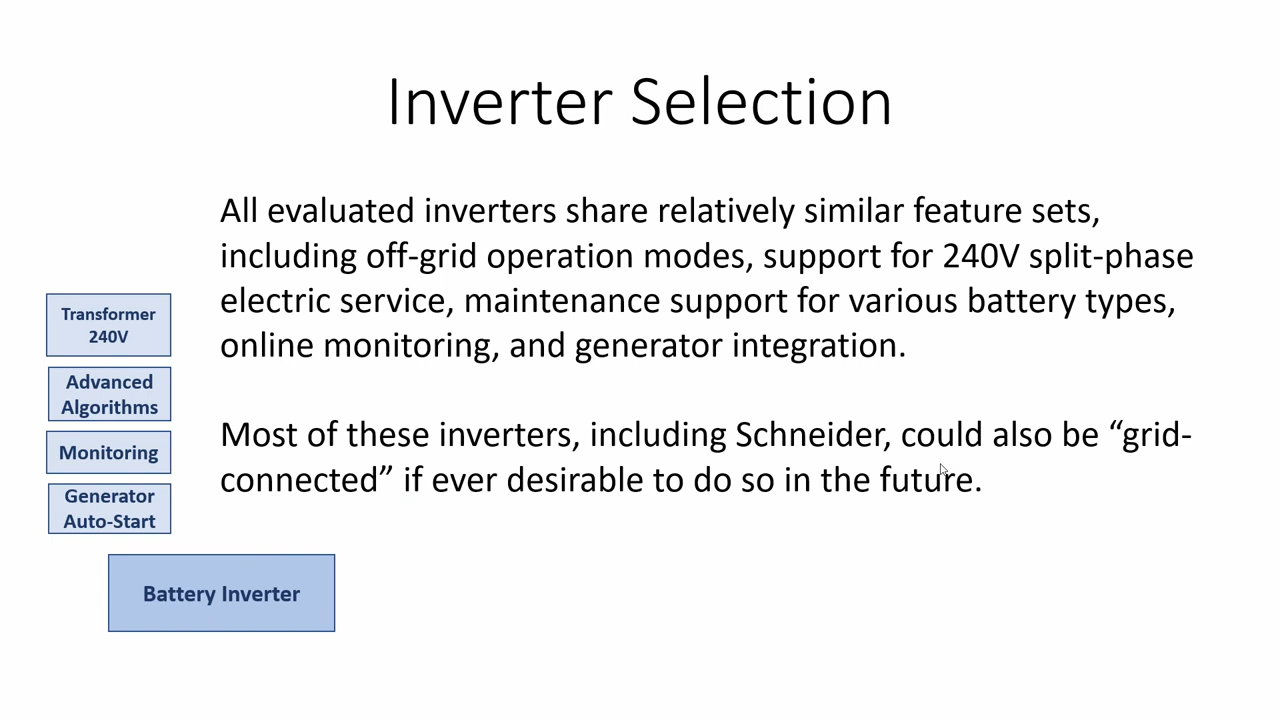 Inverter Selection
All evaluated inverters share relatively similar feature sets,
including off-grid operation modes, support for 240V split-phase
electric service, maintenance support for various battery types,
online monitoring, and generator integration.
Most of these inverters, including Schneider, could also be “grid-
connected” if ever desirable to do so in the future.
Transformer
240V
Advanced
Algorithms
Monitoring
Generator
Auto-Start
Battery Inverter